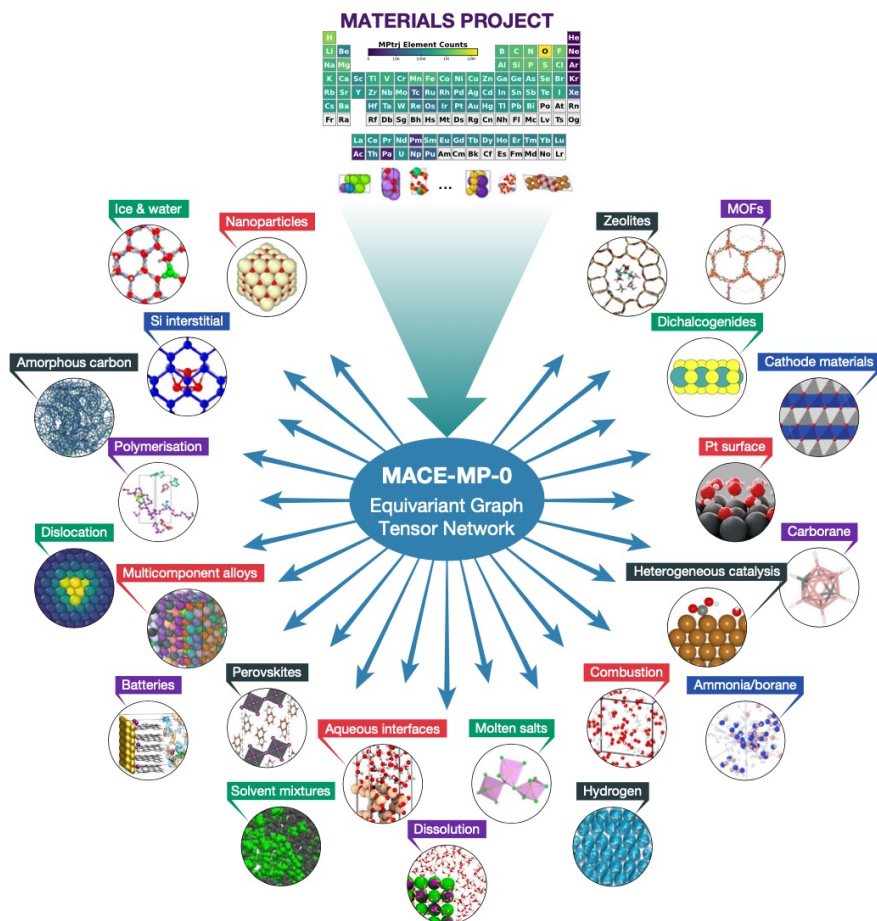 MATERIALS PROJECT
H He
MPtrj Element Counts
Li Be B C N O F Ne
Na Mg Al Si P S Cl Ar
K Ca Sc Ti V Cr Mn Fe Co Ni Cu Zn Ga Ge As Se Br Kr
Rb Sr Y Zr Nb Mo Tc Ru Rh Pd Ag Cd In Sn Sb Te I Xe
Cs Ba Hf Ta W Re Os Ir Pt Au Hg Tl Pb Bi Po At Rn
Fr Ra Rf Db Sg Bh Hs Mt Ds Rg Cn Nh Fl Mc Lv Ts Og
La Ce Pr Nd Pm Sm Eu Gd Tb Dy Ho Er Tm Yb Lu
Ac Th Pa U Np Pu Am Cm Bk Cf Es Fm Md No Lr
...
Ice & water
Nanoparticles
Zeolites
MOFs
Si interstitial
Dichalcogenides
Amorphous carbon
Cathode materials
Polymerisation
Pt surface
MACE-MP-0
Equivariant Graph
Tensor Network
Dislocation
Carborane
Multicomponent alloys
Heterogeneous catalysis
Batteries
Perovskites
Combustion
Ammonia/borane
Aqueous interfaces
Molten salts
Solvent mixtures
Hydrogen
Dissolution